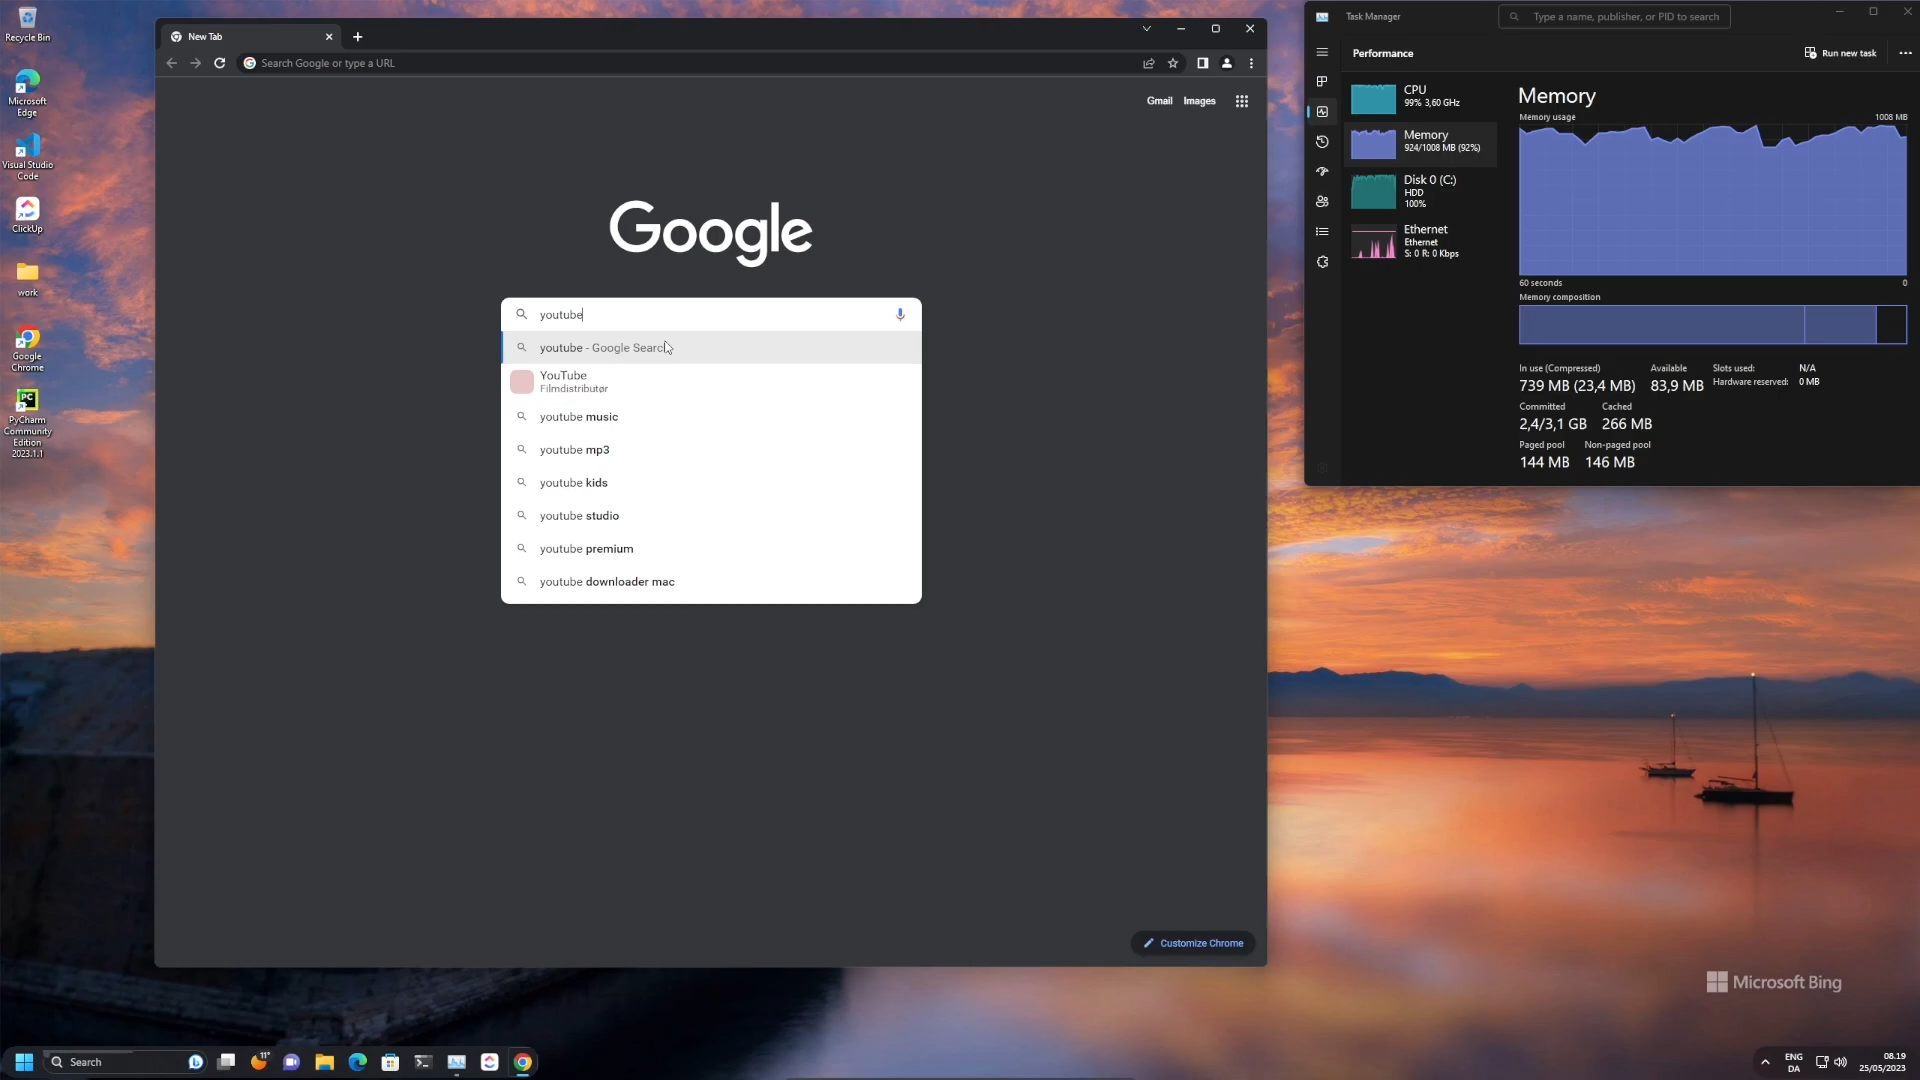 Recycle Bin
Microsoft
Edge
Visual Studio
Code
ClickUp
work
Google
Chrome
PC
PyCharm
Community
Edition
2023.1.1
New Tab
Search Google or type a URL
Gmail
Images
Google
youtube
youtube - Google Search
YouTube
Filmdistributør
youtube music
youtube mp3
youtube kids
youtube studio
youtube premium
youtube downloader mac
Customize Chrome
Task Manager
Type a name, publisher, or PID to search
Performance
Run new task
CPU
99% 3,60 GHz
Memory
924/1008 MB (92%)
Disk 0 (C:)
HDD
100%
Ethernet
Ethernet
S: 0 R: 0 Kbps
Memory
Memory usage
1008 MB
60 seconds
0
Memory composition
In use (Compressed)
739 MB (23,4 MB)
Available
83,9 MB
Slots used:
N/A
Hardware reserved:
0 MB
Committed
2,4/3,1 GB
Cached
266 MB
Paged pool
144 MB
Non-paged pool
146 MB
Microsoft Bing
Search
11°
ENG
DA
08.19
25/05/2023